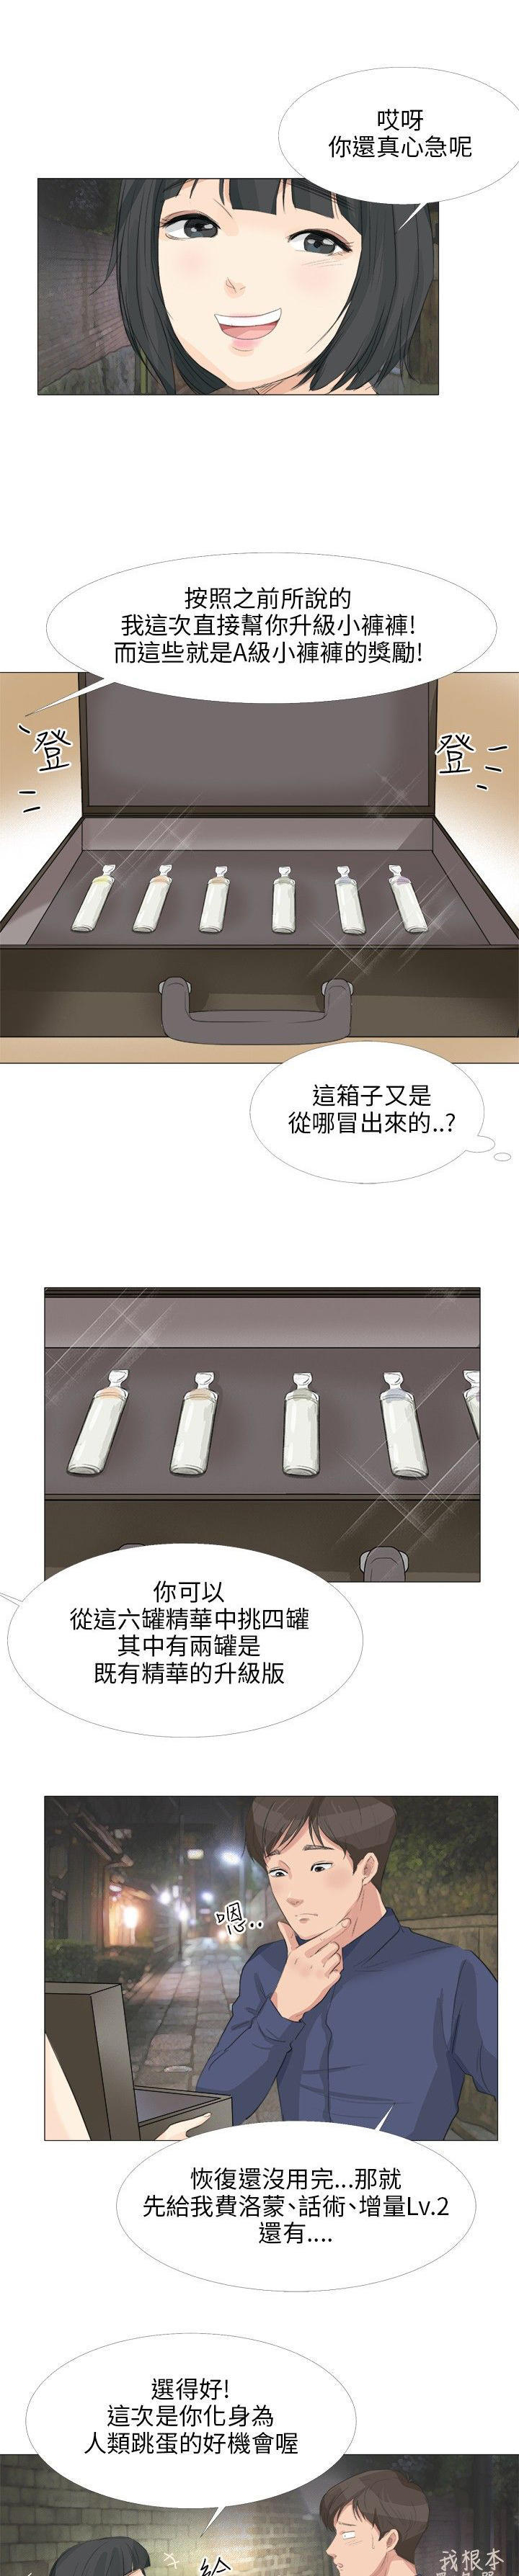 哎呀
你還真心急呢
按照之前所說的
我這次直接幫你升級小褲褲!
而這些就是A級小褲褲的獎勵!
登
登
這箱子又是
從哪冒出來的..?
你可以
從這六罐精華中挑四罐
其中有兩罐是
既有精華的升級版
嗯..
恢復還沒用完...那就
先給我費洛蒙、話術、增量Lv.2
還有....
選得好!
這次是你化身為
人類跳蛋的好機會喔
給
我根本